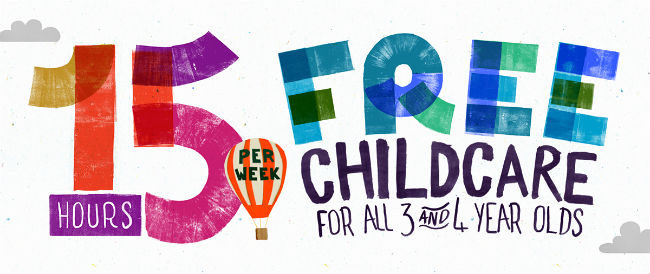 15
HOURS
PER
WEEK
FREE
CHILDCARE
FOR ALL 3 AND 4 YEAR OLDS